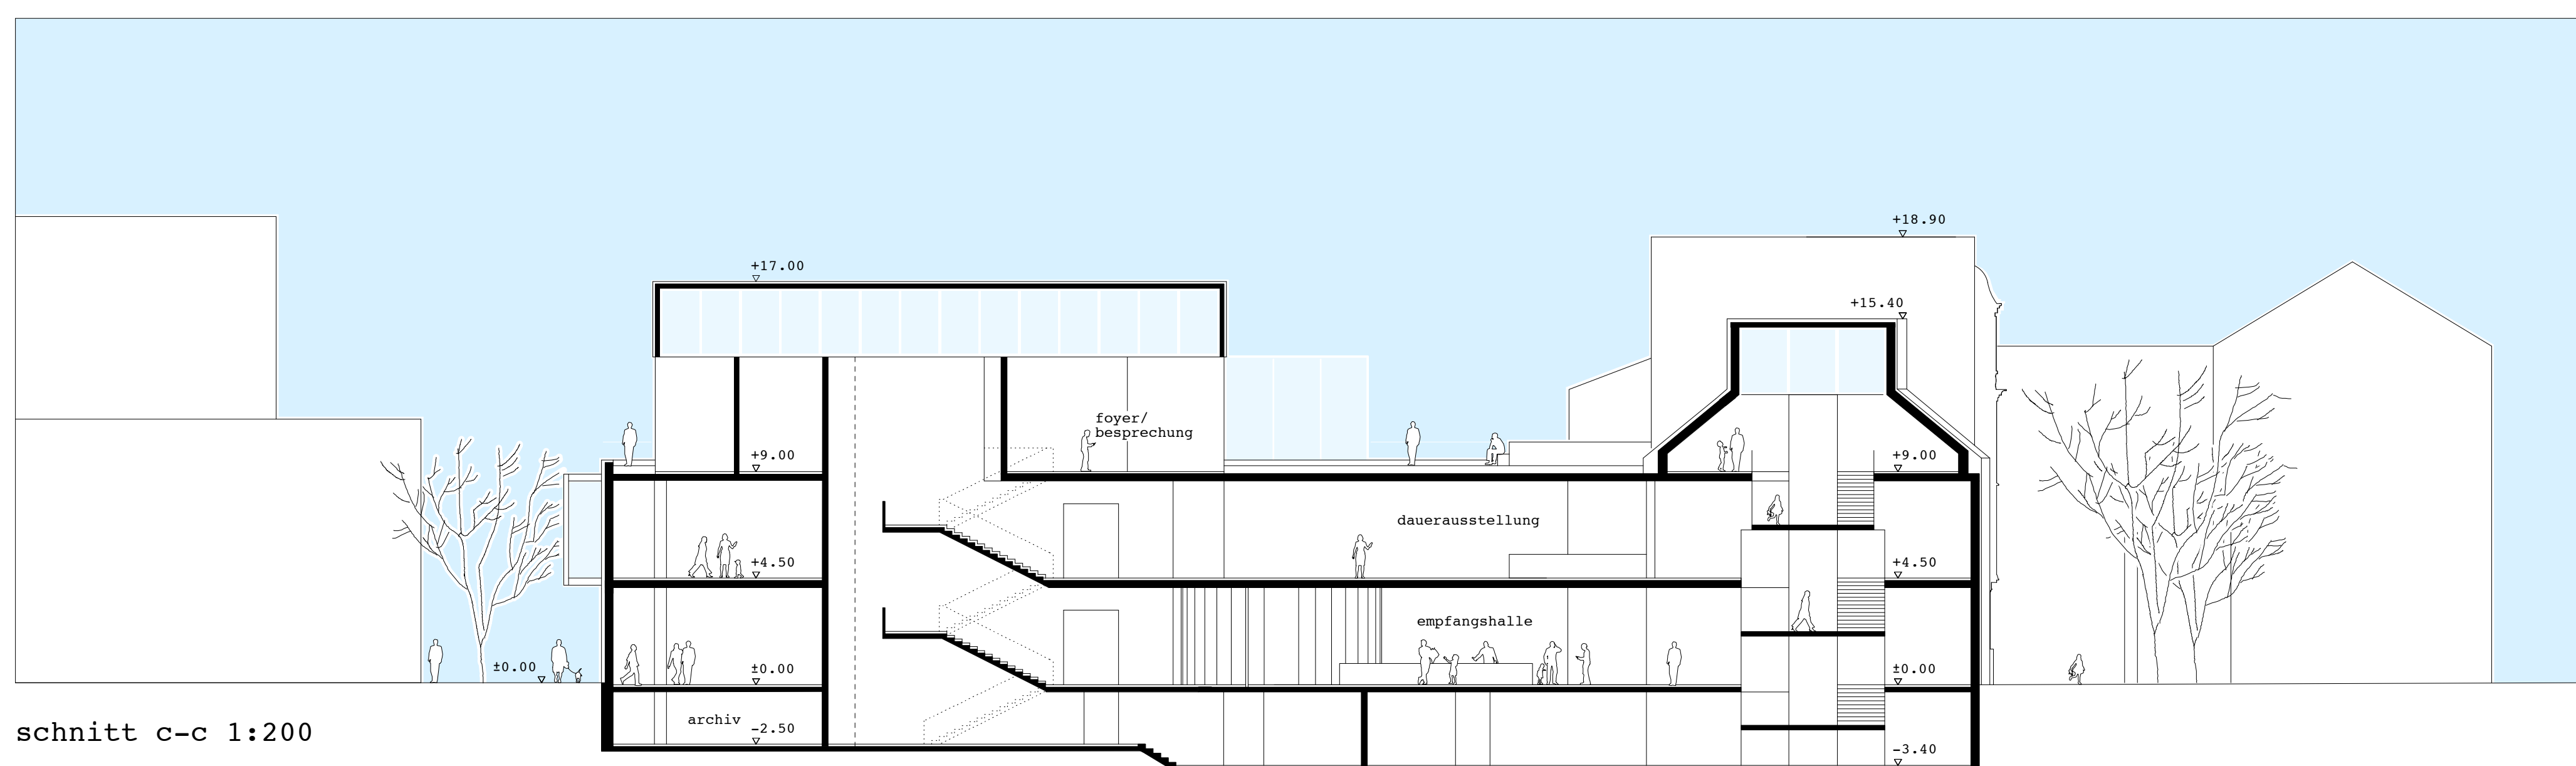 +18.90
+17.00
+15.40
foyer/
besprechung
+9.00
+9.00
dauerausstellung
+4.50
+4.50
empfangshalle
±0.00
±0.00
±0.00
archiv
-2.50
schnitt c-c 1:200
-3.40